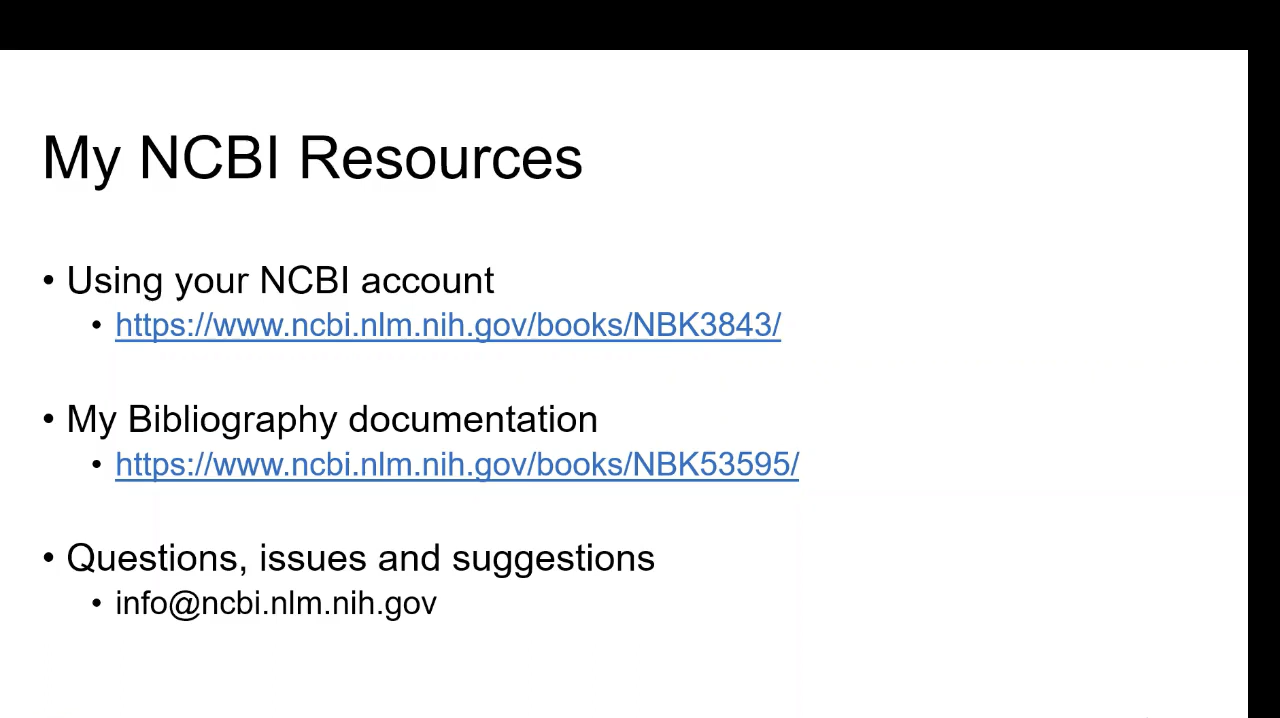 My NCBI Resources
• Using your NCBI account
• https://www.ncbi.nlm.nih.gov/books/NBK3843/
• My Bibliography documentation
• https://www.ncbi.nlm.nih.gov/books/NBK53595/
• Questions, issues and suggestions
• info@ncbi.nlm.nih.gov